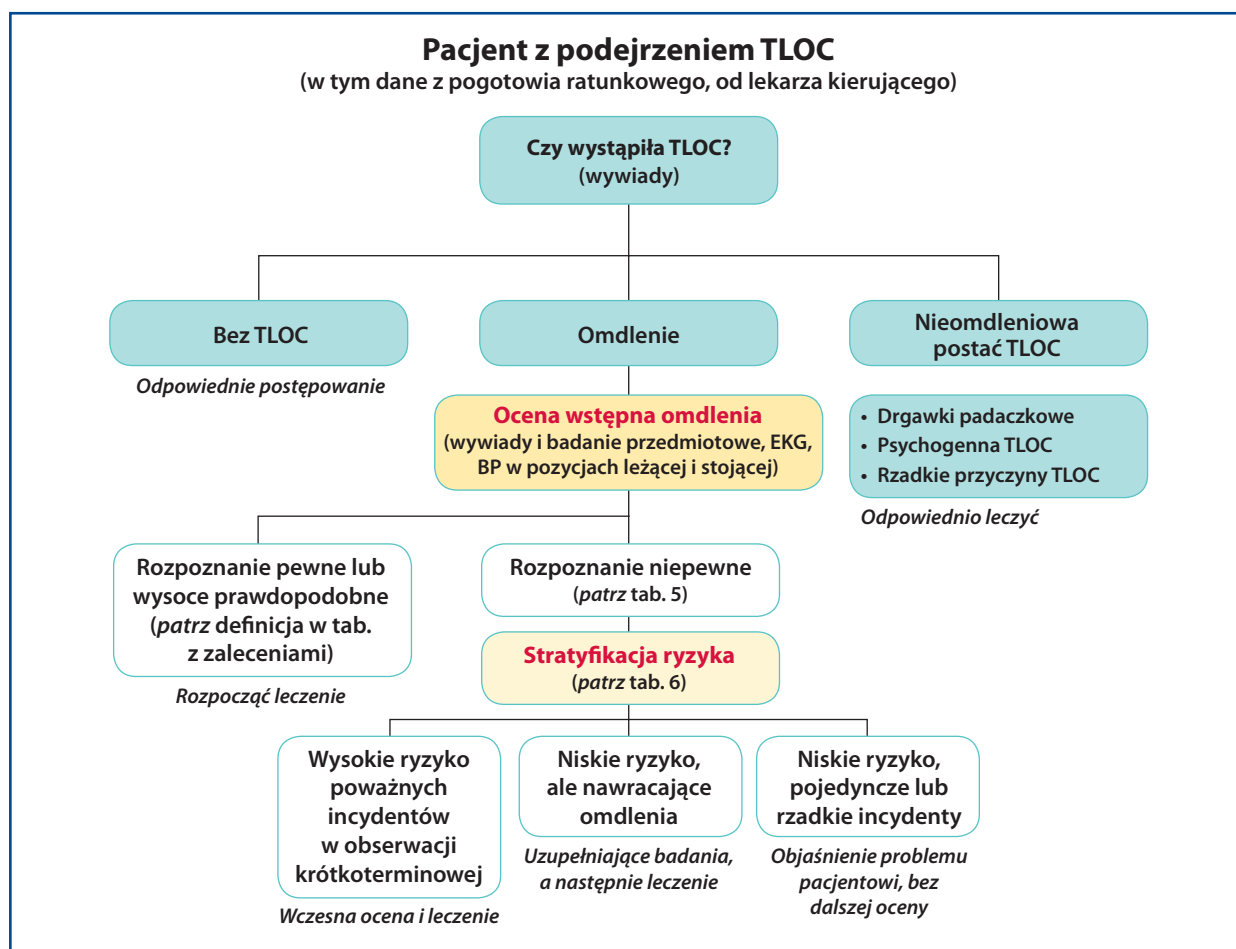 Pacjent z podejrzeniem TLOC
(w tym dane z pogotowia ratunkowego, od lekarza kierującego)
Czy wystąpiła TLOC?
(wywiady)
Bez TLOC
Odpowiednie postępowanie
Omdlenie
Nieomdleniowa
postać TLOC
Ocena wstępna omdlenia
(wywiady i badanie przedmiotowe, EKG,
BP w pozycjach leżącej i stojącej)
• Drgawki padaczkowe
• Psychogenna TLOC
• Rzadkie przyczyny TLOC
Odpowiednio leczyć
Rozpoznanie pewne lub
wysoce prawdopodobne
(patrz definicja w tab.
z zaleceniami)
Rozpocząć leczenie
Rozpoznanie niepewne
(patrz tab. 5)
Stratyfikacja ryzyka
(patrz tab. 6)
Wysokie ryzyko
poważnych
incydentów
w obserwacji
krótkoterminowej
Wczesna ocena i leczenie
Niskie ryzyko,
ale nawracające
omdlenia
Uzupełniające badania,
a następnie leczenie
Niskie ryzyko,
pojedyncze lub
rzadkie incydenty
Objaśnienie problemu
pacjentowi, bez
dalszej oceny